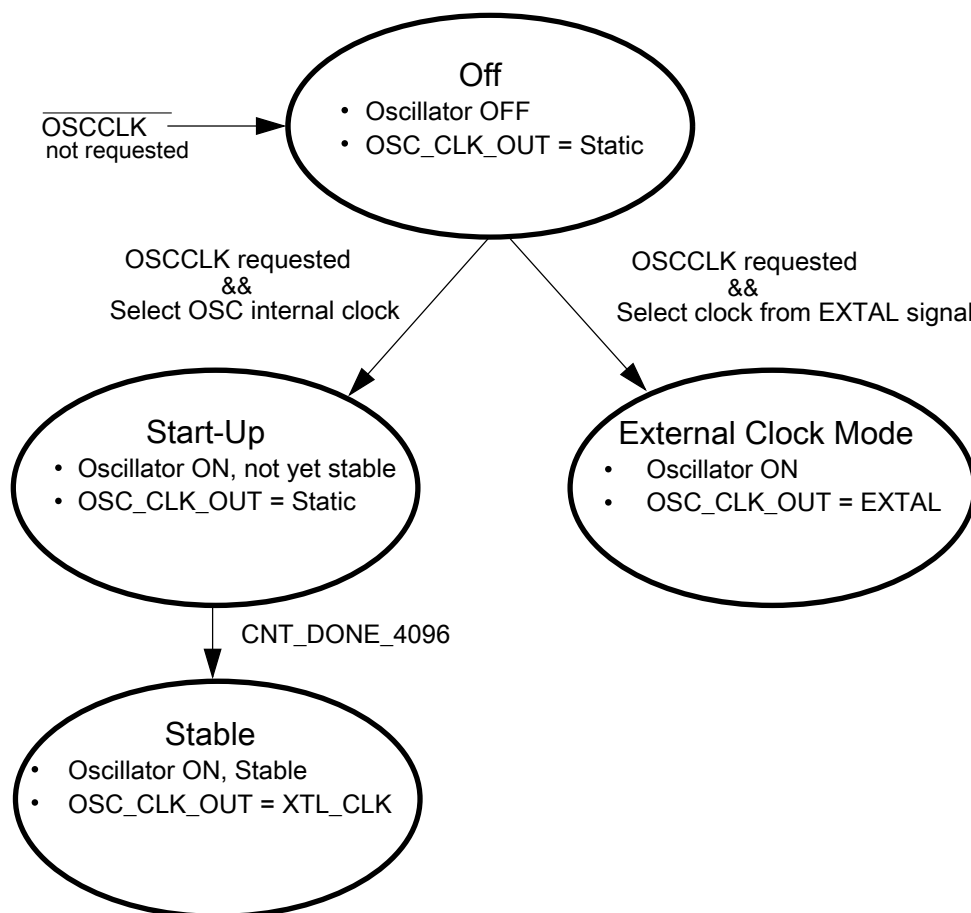 Off
• Oscillator OFF
• OSC_CLK_OUT = Static
OSCCLK
not requested
OSCCLK requested
&&
Select OSC internal clock
OSCCLK requested
&&
Select clock from EXTAL signal
Start-Up
• Oscillator ON, not yet stable
• OSC_CLK_OUT = Static
External Clock Mode
• Oscillator ON
• OSC_CLK_OUT = EXTAL
CNT_DONE_4096
Stable
• Oscillator ON, Stable
• OSC_CLK_OUT = XTL_CLK